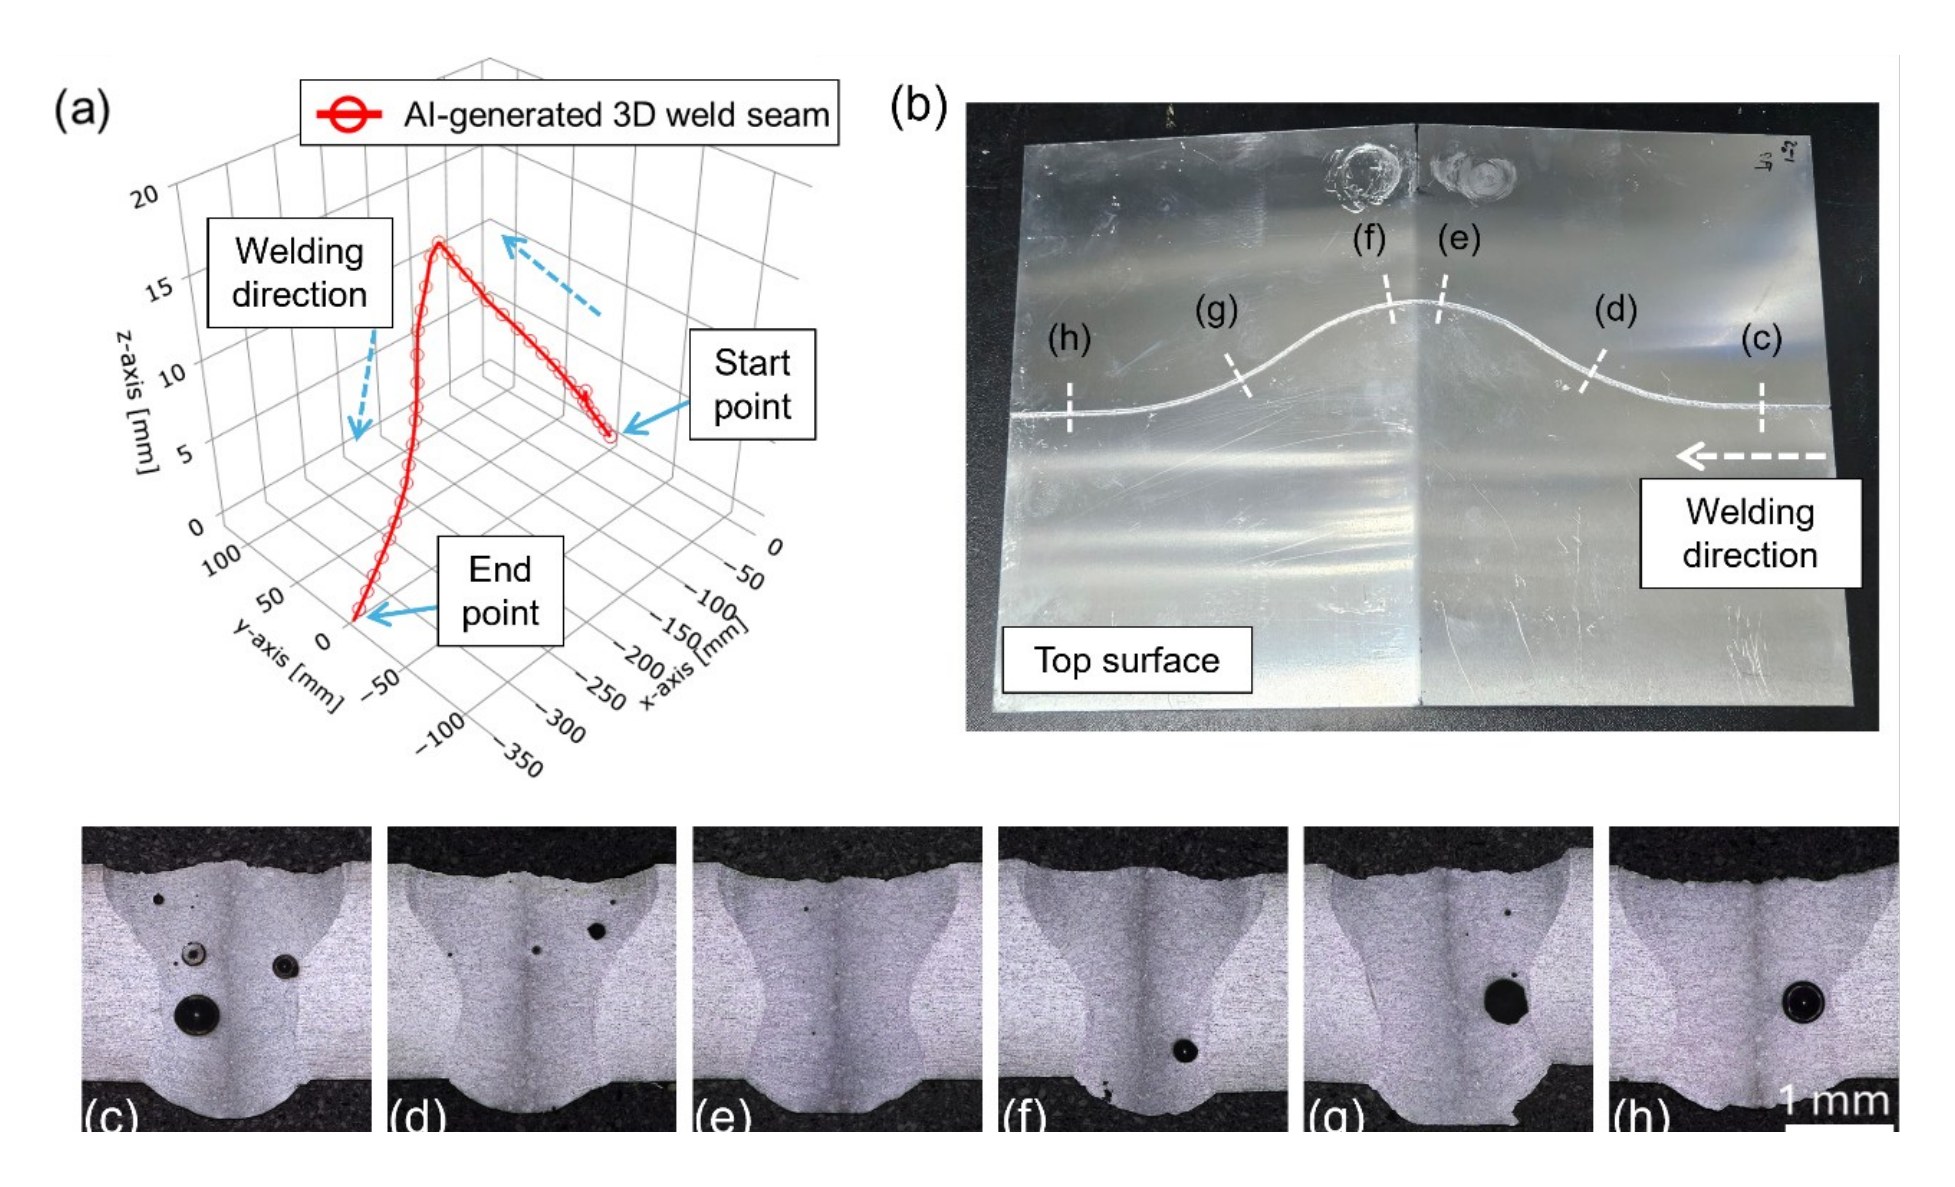 (a)
AI-generated 3D weld seam
20
15
10
5
0
z-axis [mm]
Welding
direction
Start
point
End
point
100
50
0
−50
−100
y-axis [mm]
0
−50
−100
−150
−200
−250
−300
−350
x-axis [mm]
(b)
(f)
(e)
(g)
(d)
(h)
(c)
Welding
direction
Top surface
(c)
(d)
(e)
(f)
(g)
(h)
1 mm